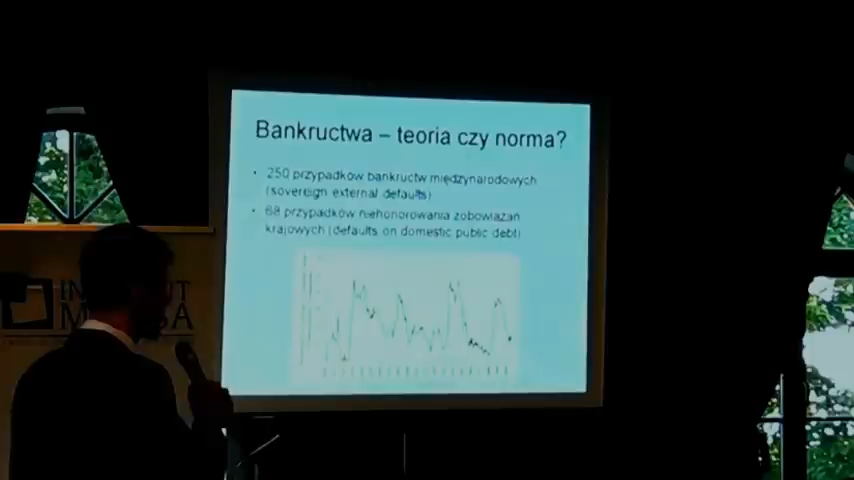 Bankructwa – teoria czy norma?
• 250 przypadków bankructw międzynarodowych
(sovereign external defaults)
• 68 przypadków niehonorowania zobowiązań
krajowych (defaults on domestic public debt)